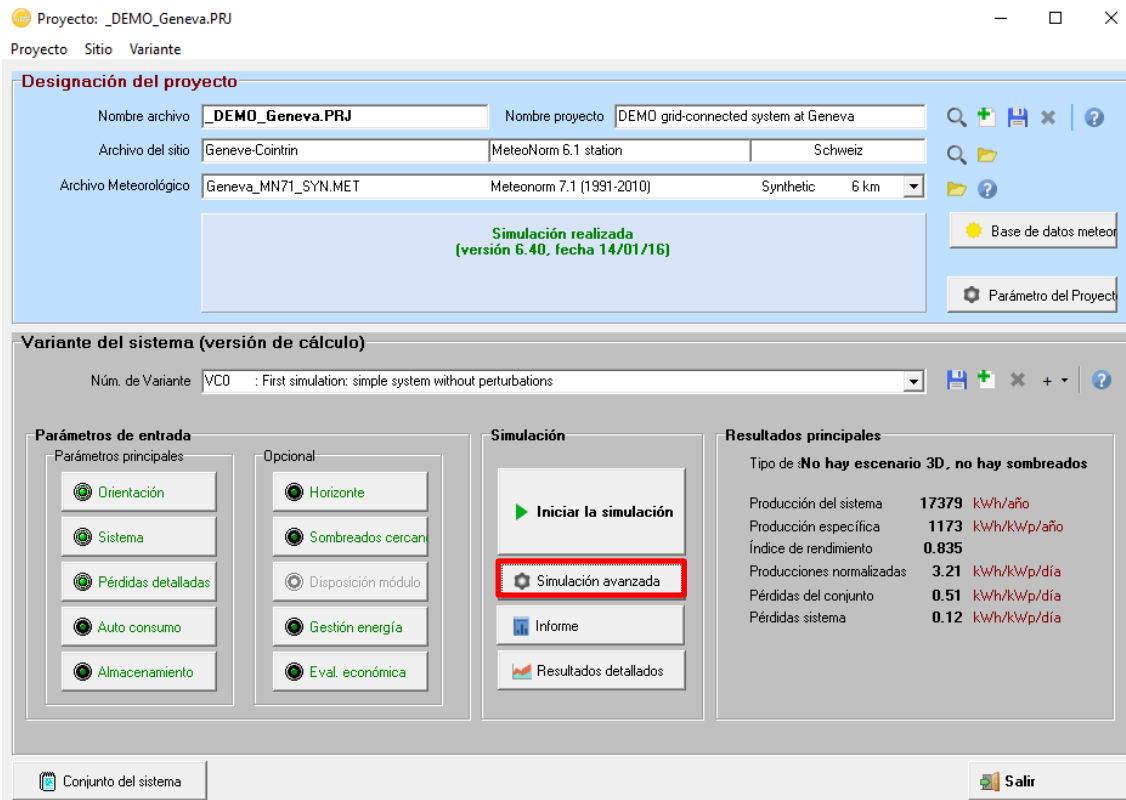 Proyecto: _DEMO_Geneva.PRJ
Proyecto Sitio Variante
Designación del proyecto
Nombre archivo _DEMO_Geneva.PRJ Nombre proyecto DEMO grid-connected system at Geneva
Archivo del sitio Geneve-Cointrin MeteoNorm 6.1 station Schweiz
Archivo Meteorológico Geneva_MN71_SYN.MET Meteonorm 7.1 (1991-2010) Synthetic 6 km
Simulación realizada
(versión 6.40, fecha 14/01/16)
Base de datos meteor
Parámetro del Proyect
Variante del sistema (versión de cálculo)
Núm. de Variante VC0 : First simulation: simple system without perturbations
Parámetros de entrada
Parámetros principales
Orientación
Sistema
Pérdidas detalladas
Auto consumo
Almacenamiento
Opcional
Horizonte
Sombreados cercan
Disposición módulo
Gestión energía
Eval. económica
Simulación
Iniciar la simulación
Simulación avanzada
Informe
Resultados detallados
Resultados principales
Tipo de :No hay escenario 3D, no hay sombreados
Producción del sistema 17379 kWh/año
Producción específica 1173 kWh/kWp/año
Índice de rendimiento 0.835
Producciones normalizadas 3.21 kWh/kWp/día
Pérdidas del conjunto 0.51 kWh/kWp/día
Pérdidas sistema 0.12 kWh/kWp/día
Conjunto del sistema
Salir